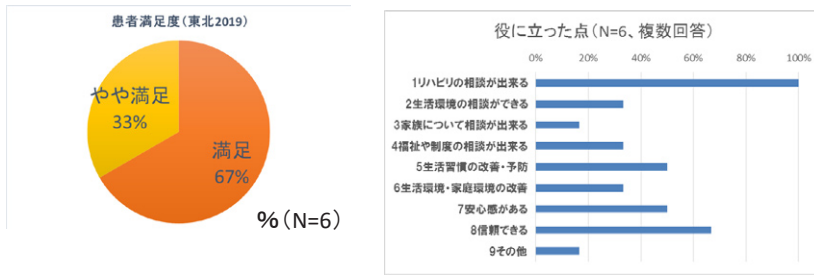 患者満足度(東北2019)
やや満足
33%
満足
67%
%(N=6)
役に立った点(N=6、複数回答)
0% 20% 40% 60% 80% 100%
1リハビリの相談が出来る
2生活環境の相談ができる
3家族について相談が出来る
4福祉や制度の相談が出来る
5生活習慣の改善・予防
6生活環境・家庭環境の改善
7安心感がある
8信頼できる
9その他